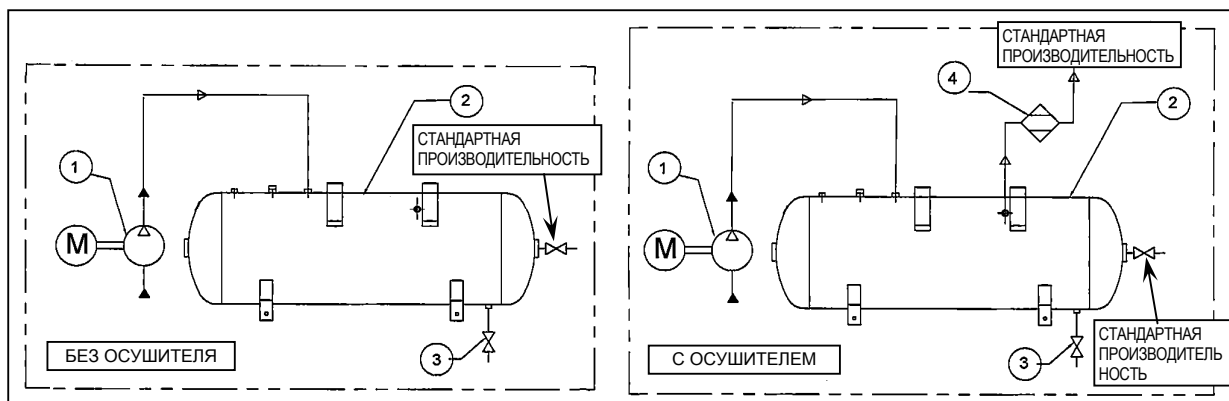 СТАНДАРТНАЯ
ПРОИЗВОДИТЕЛЬНОСТЬ
1
2
M
3
БЕЗ ОСУШИТЕЛЯ
СТАНДАРТНАЯ
ПРОИЗВОДИТЕЛЬНОСТЬ
4
2
1
M
3
С ОСУШИТЕЛЕМ
СТАНДАРТНАЯ
ПРОИЗВОДИТЕЛЬ
НОСТЬ